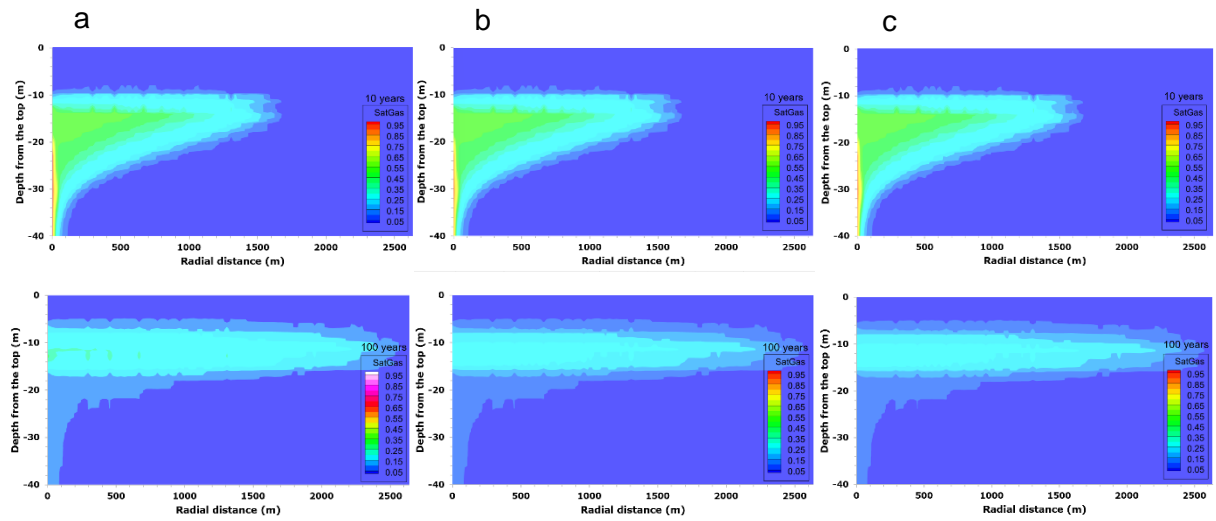 a
b
c
0
-10
-20
-30
-40
Depth from the top (m)
0 500 1000 1500 2000 2500
Radial distance (m)
10 years
SatGas
0.95
0.85
0.75
0.65
0.55
0.45
0.35
0.25
0.15
0.05
0
-10
-20
-30
-40
Depth from the top (m)
0 500 1000 1500 2000 2500
Radial distance (m)
10 years
SatGas
0.95
0.85
0.75
0.65
0.55
0.45
0.35
0.25
0.15
0.05
0
-10
-20
-30
-40
Depth from the top (m)
0 500 1000 1500 2000 2500
Radial distance (m)
10 years
SatGas
0.95
0.85
0.75
0.65
0.55
0.45
0.35
0.25
0.15
0.05
0
-10
-20
-30
-40
Depth from the top (m)
0 500 1000 1500 2000 2500
Radial distance (m)
100 years
SatGas
0.95
0.85
0.75
0.65
0.55
0.45
0.35
0.25
0.15
0.05
0
-10
-20
-30
-40
Depth from the top (m)
0 500 1000 1500 2000 2500
Radial distance (m)
100 years
SatGas
0.95
0.85
0.75
0.65
0.55
0.45
0.35
0.25
0.15
0.05
0
-10
-20
-30
-40
Depth from the top (m)
0 500 1000 1500 2000 2500
Radial distance (m)
100 years
SatGas
0.95
0.85
0.75
0.65
0.55
0.45
0.35
0.25
0.15
0.05